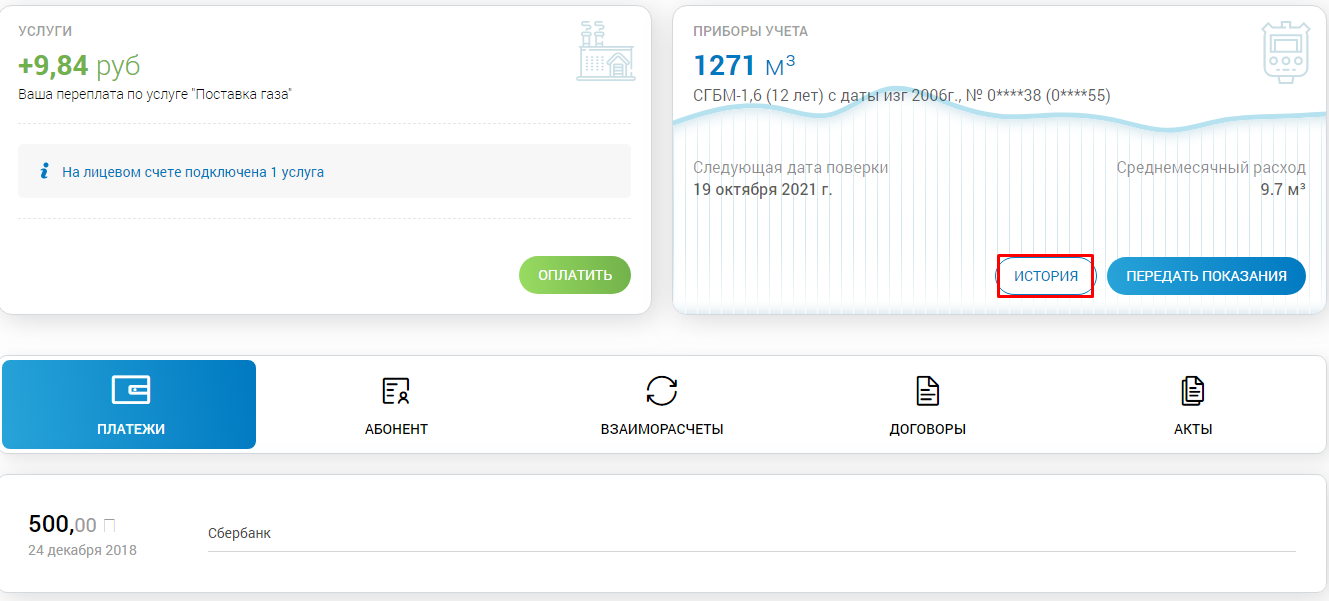 УСЛУГИ
+9,84 руб
Ваша переплата по услуге "Поставка газа"
На лицевом счете подключена 1 услуга
ОПЛАТИТЬ
ПРИБОРЫ УЧЕТА
1271 м³
СГБМ-1,6 (12 лет) с даты изг 2006г., № 0****38 (0****55)
Следующая дата поверки
19 октября 2021 г.
Среднемесячный расход
9.7 м³
ИСТОРИЯ
ПЕРЕДАТЬ ПОКАЗАНИЯ
ПЛАТЕЖИ
АБОНЕНТ
ВЗАИМОРАСЧЕТЫ
ДОГОВОРЫ
АКТЫ
500,00
24 декабря 2018
Сбербанк